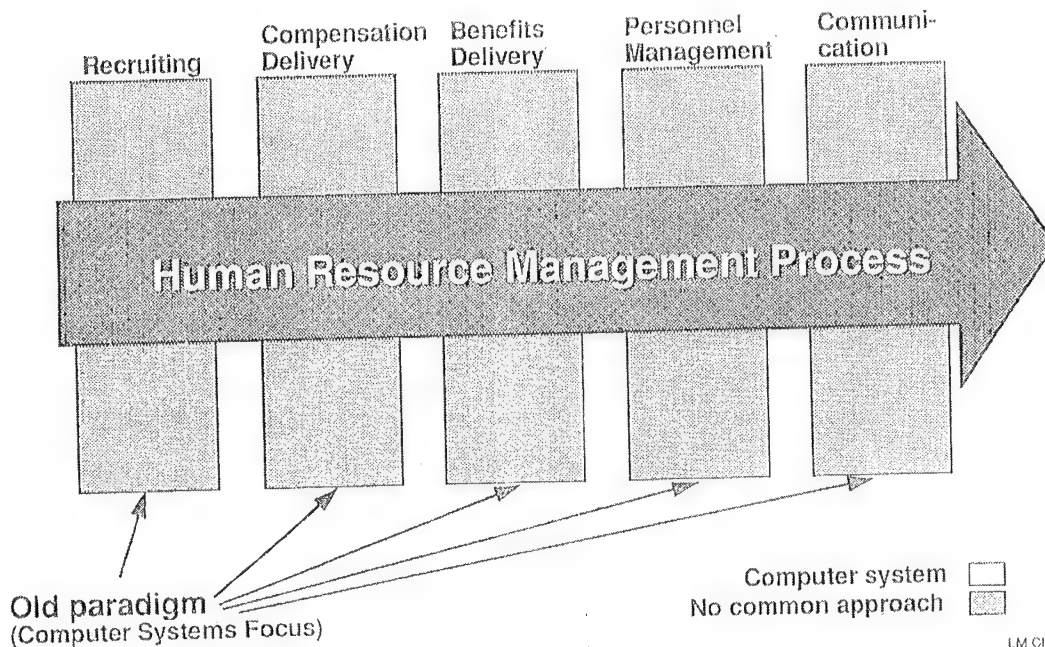 Recruiting
Compensation
Delivery
Benefits
Delivery
Personnel
Management
Communi-
cation
Human Resource Management Process
Old paradigm
(Computer Systems Focus)
Computer system
No common approach